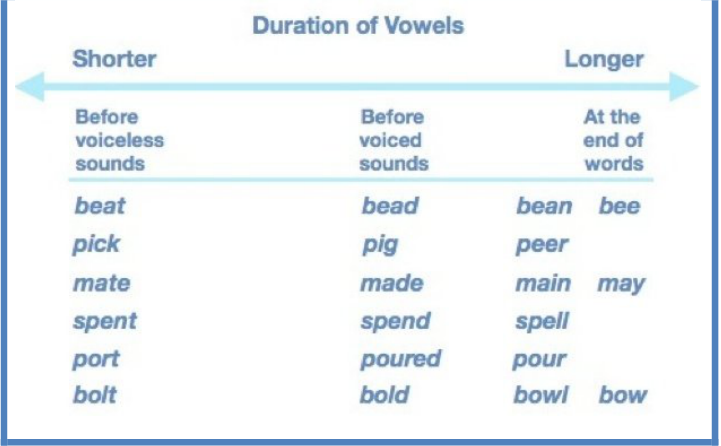 Duration of Vowels
Shorter Longer
Before Before At the
voiceless voiced end of
sounds sounds words
beat bead bean bee
pick pig peer
mate made main may
spent spend spell
port poured pour
bolt bold bowl bow